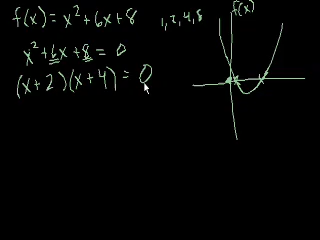 f(x) = x² + 6x + 8
x² + 6x + 8 = 0
(x + 2)(x + 4) = 0
1, 2, 4, 8
f(x)